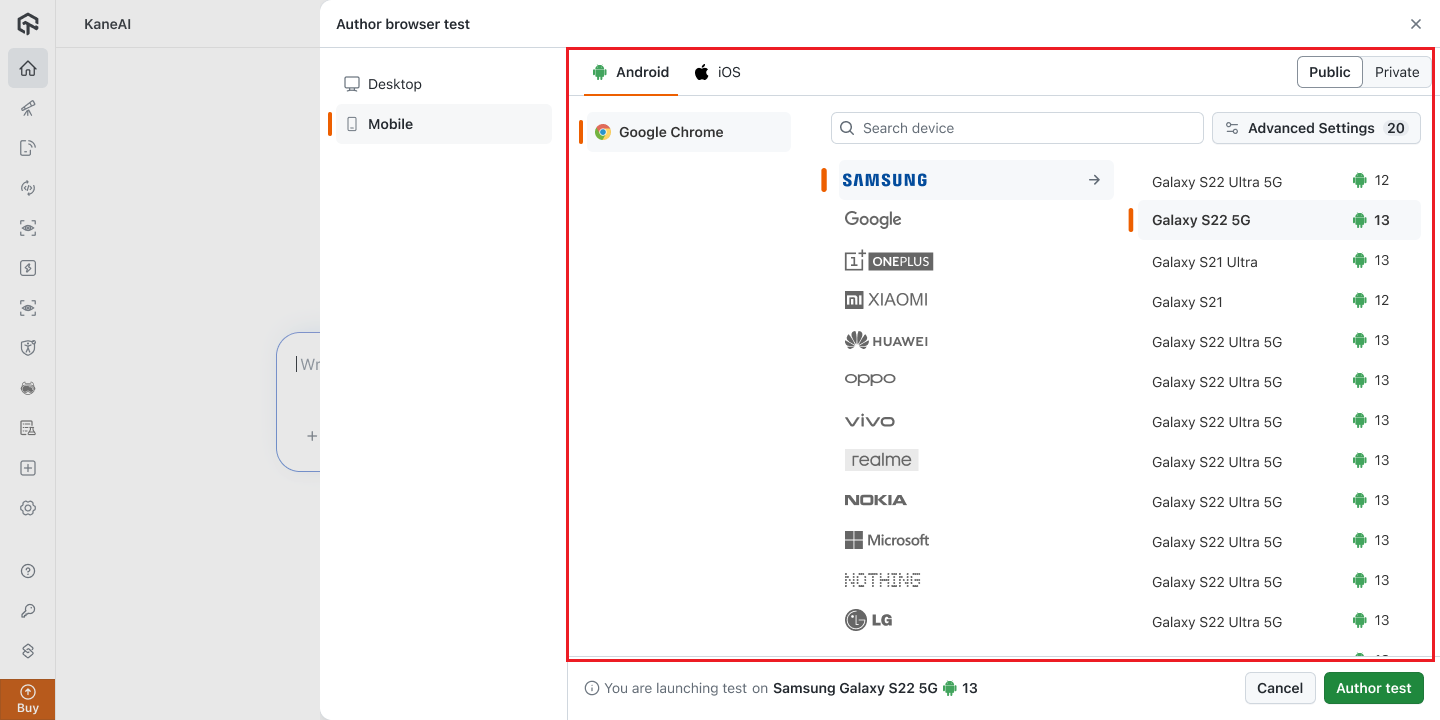 KaneAI
Author browser test
Desktop
Mobile
Android
iOS
Public
Private
Google Chrome
Search device
Advanced Settings 20
SAMSUNG
Google
1+ ONEPLUS
mi XIAOMI
HUAWEI
oppo
vivo
realme
NOKIA
Microsoft
NOTHING
LG LG
Galaxy S22 Ultra 5G 12
Galaxy S22 5G 13
Galaxy S21 Ultra 13
Galaxy S21 12
Galaxy S22 Ultra 5G 13
Galaxy S22 Ultra 5G 13
Galaxy S22 Ultra 5G 13
Galaxy S22 Ultra 5G 13
Galaxy S22 Ultra 5G 13
Galaxy S22 Ultra 5G 13
Galaxy S22 Ultra 5G 13
Galaxy S22 Ultra 5G 13
You are launching test on Samsung Galaxy S22 5G 13
Cancel
Author test
Buy